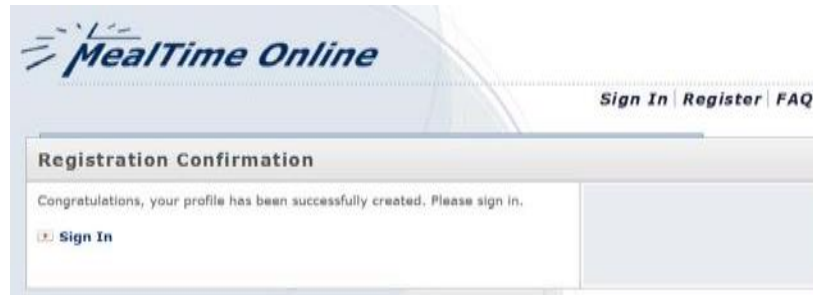 MealTime Online
Sign In | Register | FAQ
Registration Confirmation
Congratulations, your profile has been successfully created. Please sign in.
Sign In